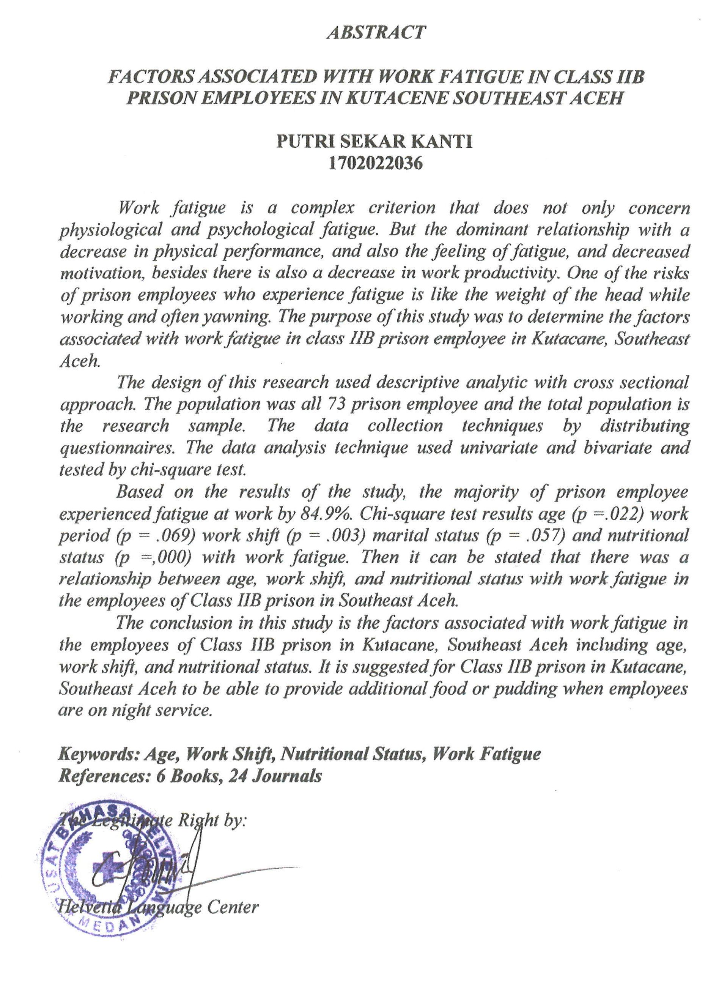 ABSTRACT
FACTORS ASSOCIATED WITH WORK FATIGUE IN CLASS IIB
PRISON EMPLOYEES IN KUTACENE SOUTHEAST ACEH
PUTRI SEKAR KANTI
1702022036
Work fatigue is a complex criterion that does not only concern
physiological and psychological fatigue. But the dominant relationship with a
decrease in physical performance, and also the feeling of fatigue, and decreased
motivation, besides there is also a decrease in work productivity. One of the risks
of prison employees who experience fatigue is like the weight of the head while
working and often yawning. The purpose of this study was to determine the factors
associated with work fatigue in class IIB prison employee in Kutacane, Southeast
Aceh.
The design of this research used descriptive analytic with cross sectional
approach. The population was all 73 prison employee and the total population is
the research sample. The data collection techniques by distributing
questionnaires. The data analysis technique used univariate and bivariate and
tested by chi-square test.
Based on the results of the study, the majority of prison employee
experienced fatigue at work by 84.9%. Chi-square test results age (p =.022) work
period (p = .069) work shift (p = .003) marital status (p = .057) and nutritional
status (p =,000) with work fatigue. Then it can be stated that there was a
relationship between age, work shift, and nutritional status with work fatigue in
the employees of Class IIB prison in Southeast Aceh.
The conclusion in this study is the factors associated with work fatigue in
the employees of Class IIB prison in Kutacane, Southeast Aceh including age,
work shift, and nutritional status. It is suggested for Class IIB prison in Kutacane,
Southeast Aceh to be able to provide additional food or pudding when employees
are on night service.
Keywords: Age, Work Shift, Nutritional Status, Work Fatigue
References: 6 Books, 24 Journals
The Legitimate Right by:
PUSAT BAHASA HELVETIA
MEDAN
Helvetia Language Center